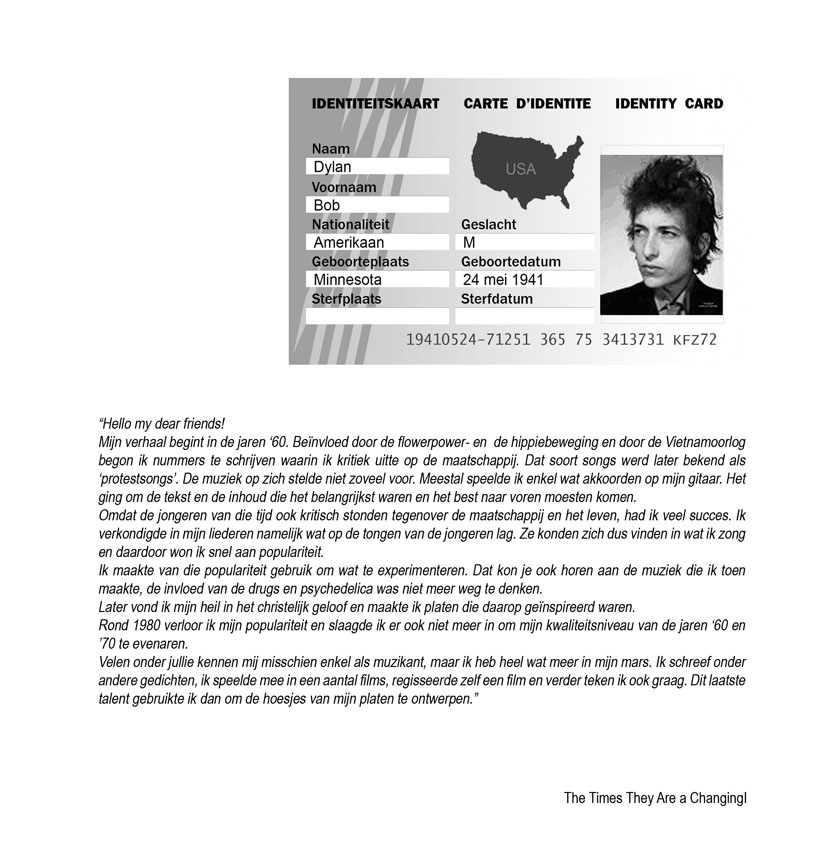 IDENTITEITSKAART CARTE D'IDENTITE IDENTITY CARD
Naam
Dylan
USA
Voornaam
Bob
Nationaliteit Geslacht
Amerikaan M
Geboorteplaats Geboortedatum
Minnesota 24 mei 1941
Sterfplaats Sterfdatum
19410524-71251 365 75 3413731 KFZ72
“Hello my dear friends!
Mijn verhaal begint in de jaren ‘60. Beïnvloed door de flowerpower- en de hippiebeweging en door de Vietnamoorlog
begon ik nummers te schrijven waarin ik kritiek uitte op de maatschappij. Dat soort songs werd later bekend als
‘protestsongs’. De muziek op zich stelde niet zoveel voor. Meestal speelde ik enkel wat akkoorden op mijn gitaar. Het
ging om de tekst en de inhoud die het belangrijkst waren en het best naar voren moesten komen.
Omdat de jongeren van die tijd ook kritisch stonden tegenover de maatschappij en het leven, had ik veel succes. Ik
verkondigde in mijn liederen namelijk wat op de tongen van de jongeren lag. Ze konden zich dus vinden in wat ik zong
en daardoor won ik snel aan populariteit.
Ik maakte van die populariteit gebruik om wat te experimenteren. Dat kon je ook horen aan de muziek die ik toen
maakte, de invloed van de drugs en psychedelica was niet meer weg te denken.
Later vond ik mijn heil in het christelijk geloof en maakte ik platen die daarop geïnspireerd waren.
Rond 1980 verloor ik mijn populariteit en slaagde ik er ook niet meer in om mijn kwaliteitsniveau van de jaren ‘60 en
’70 te evenaren.
Velen onder jullie kennen mij misschien enkel als muzikant, maar ik heb heel wat meer in mijn mars. Ik schreef onder
andere gedichten, ik speelde mee in een aantal films, regisseerde zelf een film en verder teken ik ook graag. Dit laatste
talent gebruikte ik dan om de hoesjes van mijn platen te ontwerpen.”
The Times They Are a Changingl